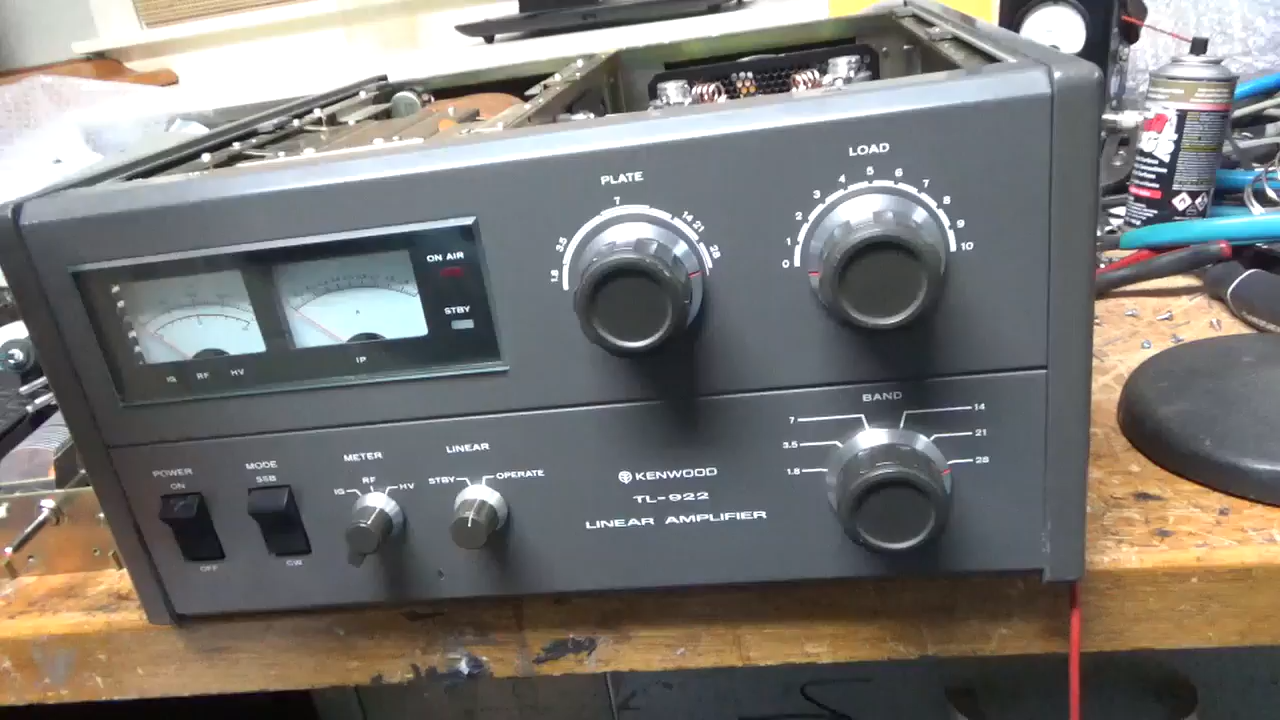 PLATE
1.8 3.5 7 14 21 28
LOAD
0 1 2 3 4 5 6 7 8 9 10
ON AIR
STBY
IG RF HV
IP
POWER
ON
OFF
MODE
SSB
CW
METER
IG RF HV
LINEAR
STBY OPERATE
KENWOOD
TL-922
LINEAR AMPLIFIER
BAND
7 14
3.5 21
1.8 28